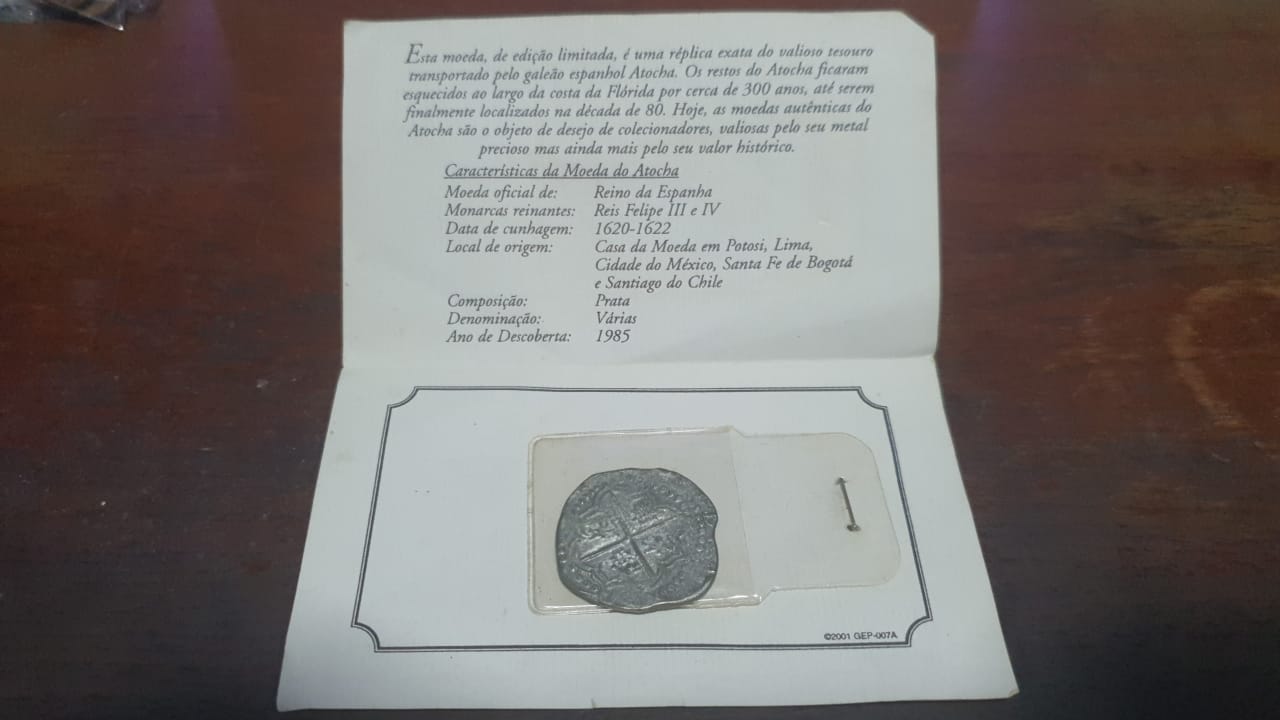 Esta moeda, de edição limitada, é uma réplica exata do valioso tesouro
transportado pelo galeão espanhol Atocha. Os restos do Atocha ficaram
esquecidos ao largo da costa da Flórida por cerca de 300 anos, até serem
finalmente localizados na década de 80. Hoje, as moedas autênticas do
Atocha são o objeto de desejo de colecionadores, valiosas pelo seu metal
precioso mas ainda mais pelo seu valor histórico.
Características da Moeda do Atocha
Moeda oficial de: Reino da Espanha
Monarcas reinantes: Reis Felipe III e IV
Data de cunhagem: 1620-1622
Local de origem: Casa da Moeda em Potosi, Lima,
Cidade do México, Santa Fe de Bogotá
e Santiago do Chile
Composição: Prata
Denominação: Várias
Ano de Descoberta: 1985
©2001 GEP-007A